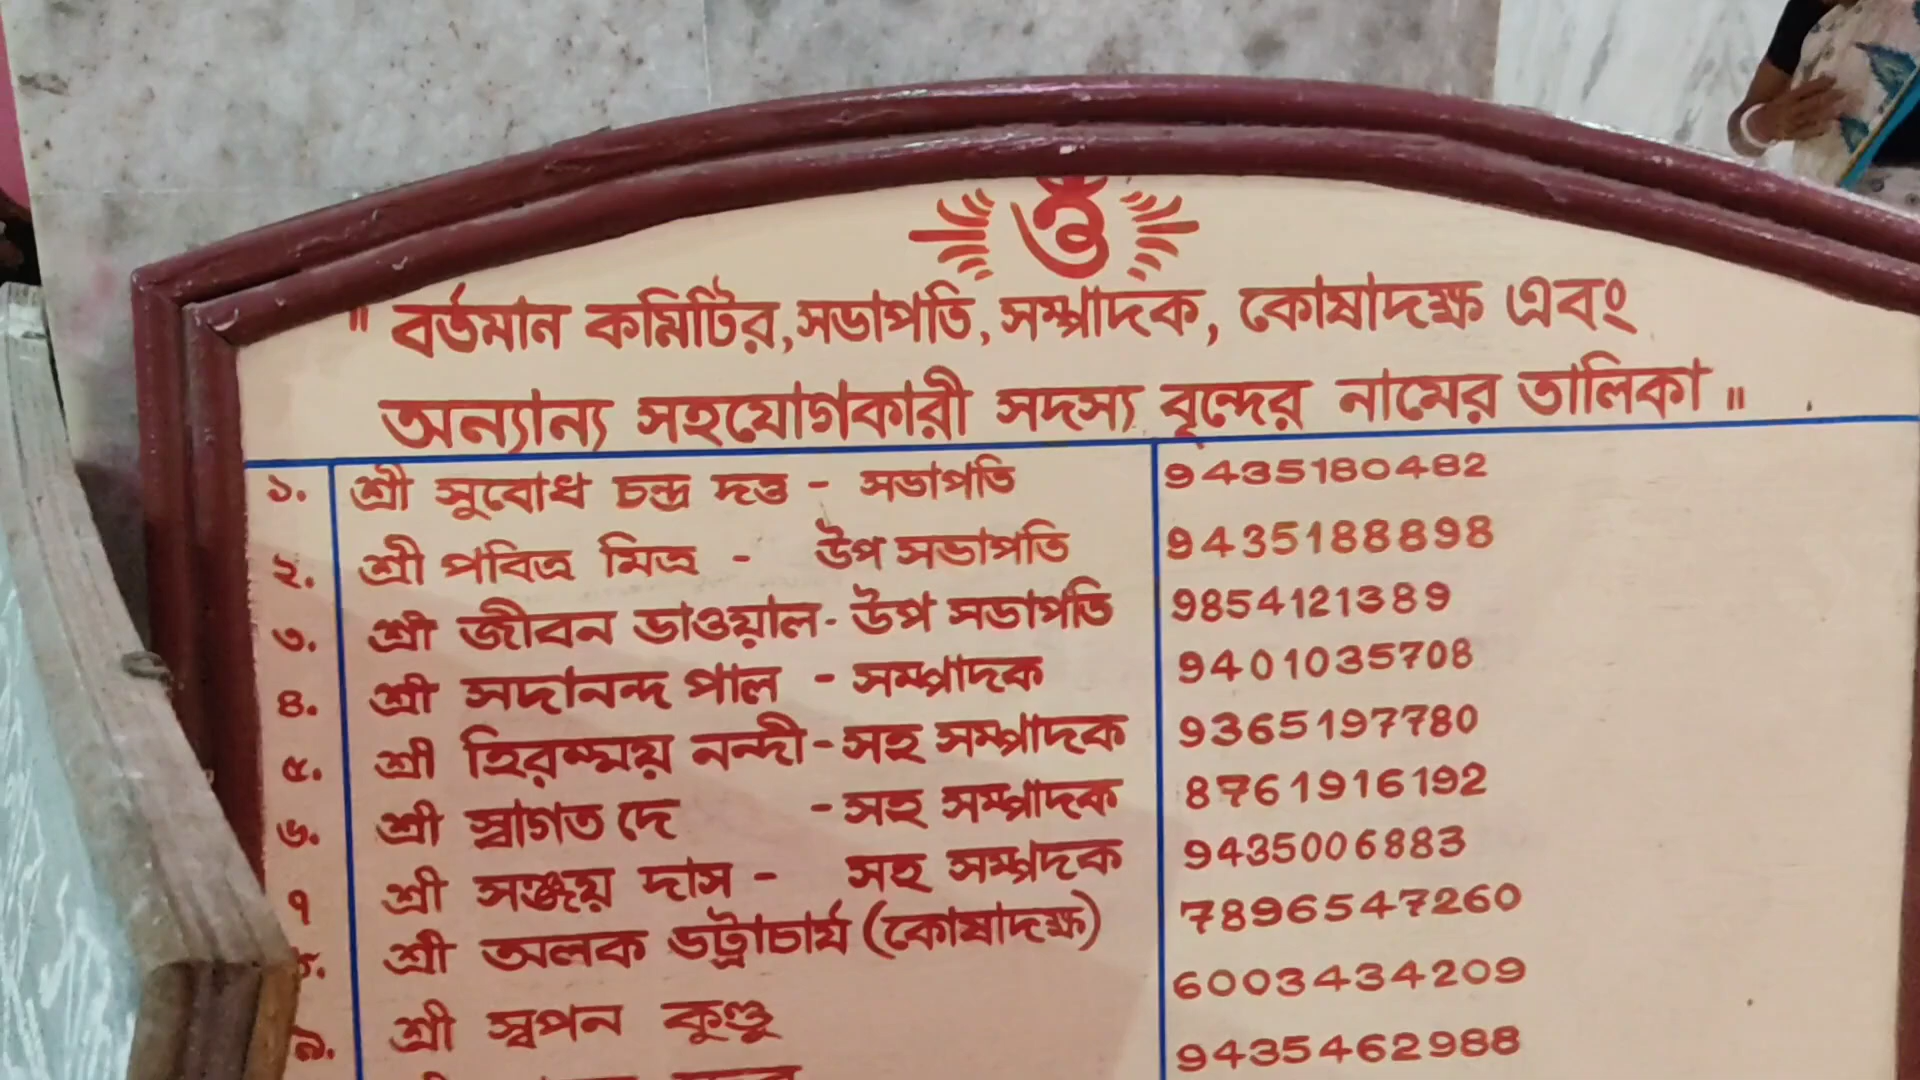 ওঁ
" বর্তমান কমিটির, সভাপতি, সম্পাদক, কোষাদক্ষ এবং
অন্যান্য সহযোগকারী সদস্য বৃন্দের নামের তালিকা "
১. শ্রী সুবোধ চন্দ্র দত্ত - সভাপতি 9435180482
২. শ্রী পবিত্র মিত্র - উপ সভাপতি 9435188898
৩. শ্রী জীবন ভাওয়াল - উপ সভাপতি 9854121389
৪. শ্রী সদানন্দ পাল - সম্পাদক 9401035708
৫. শ্রী হিরন্ময় নন্দী - সহ সম্পাদক 9365197780
৬. শ্রী স্বাগত দে - সহ সম্পাদক 8761916192
৭ শ্রী সঞ্জয় দাস - সহ সম্পদক 9435006883
৮. শ্রী অলক ভট্টাচার্য (কোষাদক্ষ) 7896547260
৯. শ্রী স্বপন কুণ্ডু 6003434209
9435462988